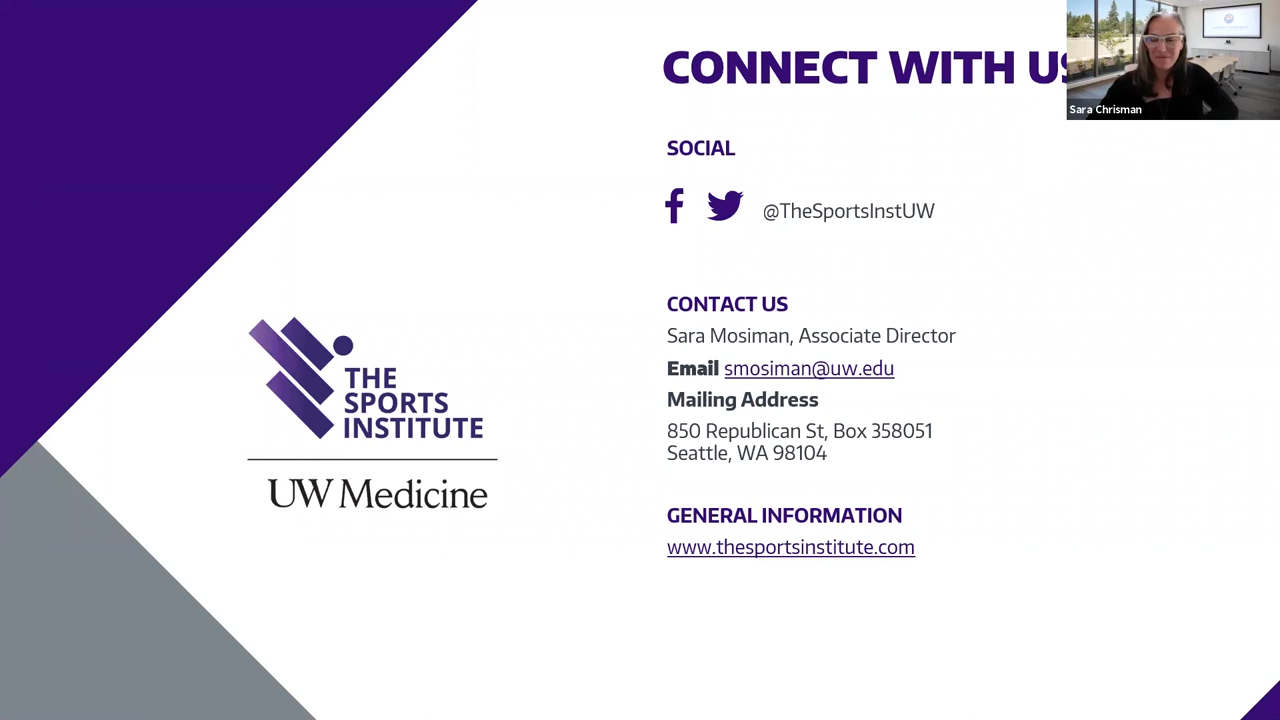 CONNECT WITH US
Sara Chrisman
SOCIAL
@TheSportsInstUW
CONTACT US
Sara Mosiman, Associate Director
Email smosiman@uw.edu
Mailing Address
850 Republican St, Box 358051
Seattle, WA 98104
GENERAL INFORMATION
www.thesportsinstitute.com
THE
SPORTS
INSTITUTE
UW Medicine